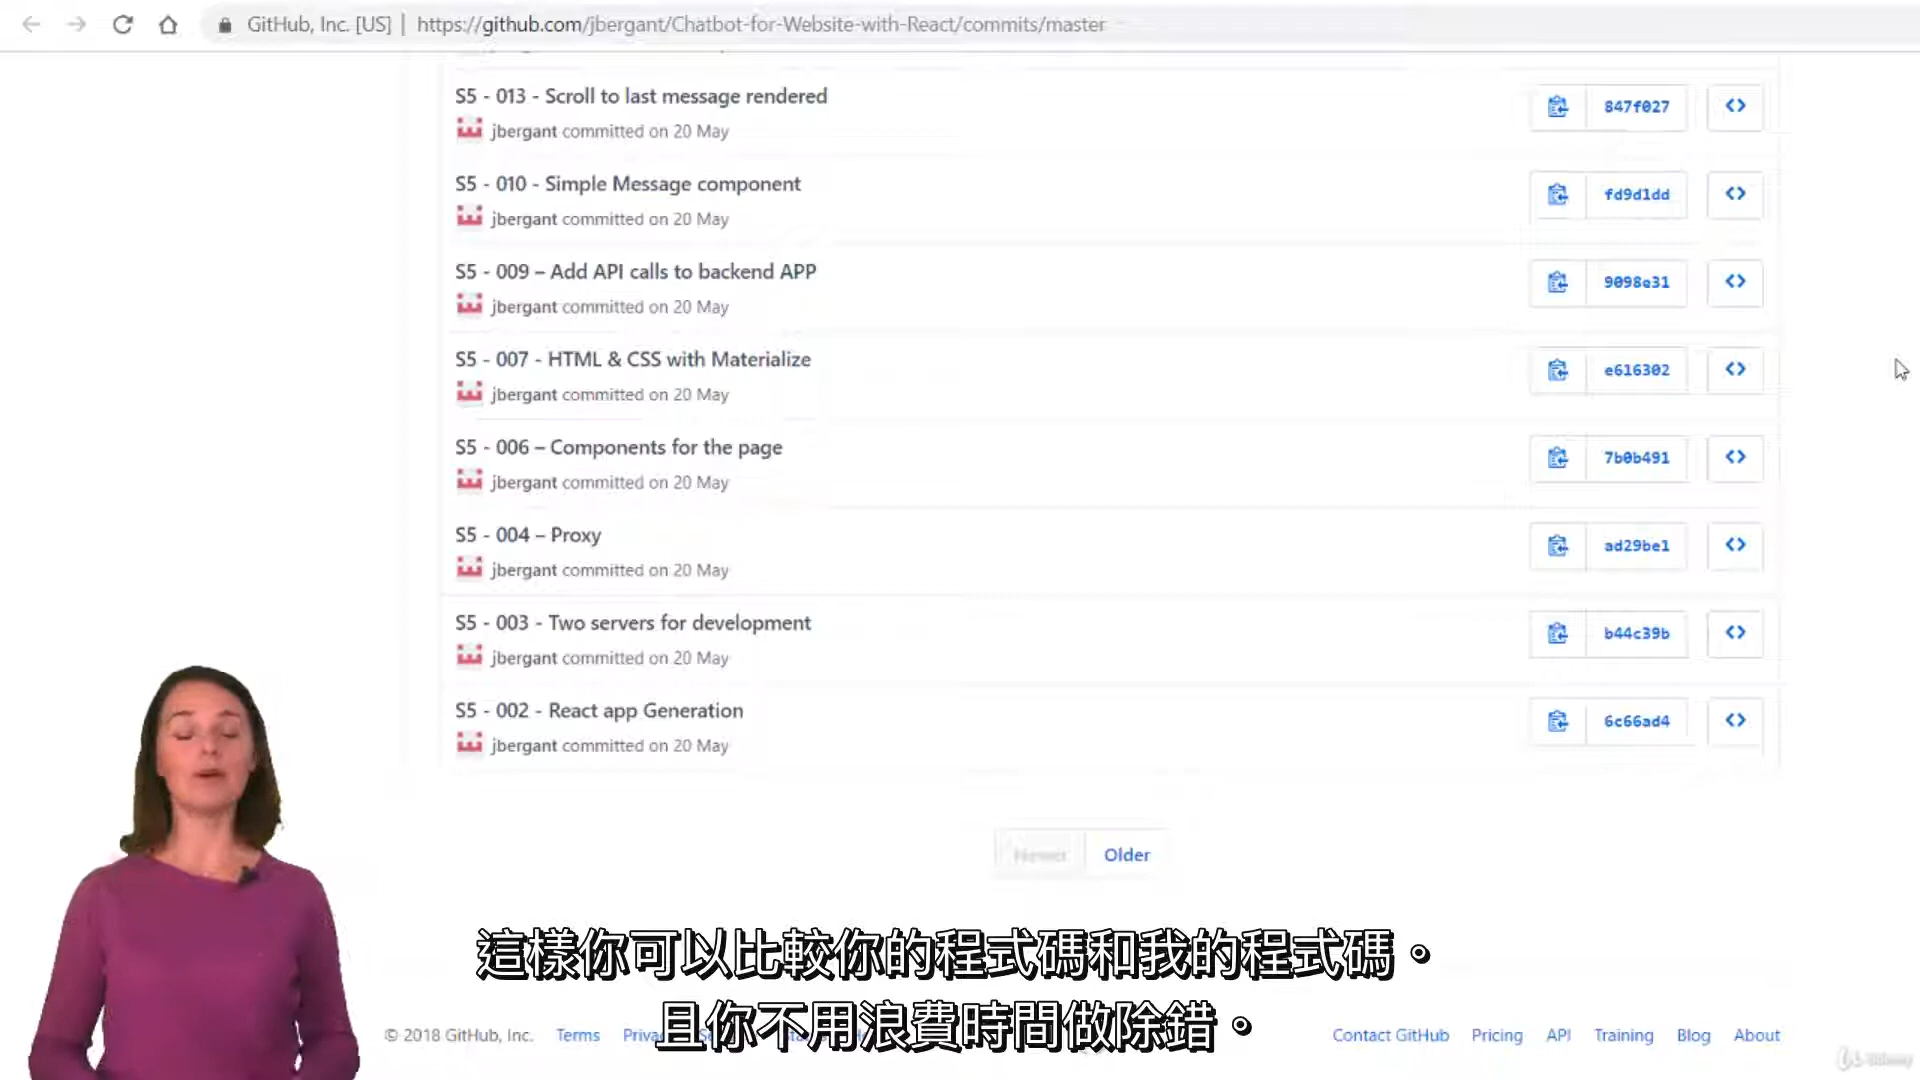 GitHub, Inc. [US] | https://github.com/jbergant/Chatbot-for-Website-with-React/commits/master
S5 - 013 - Scroll to last message rendered
847f027
jbergant committed on 20 May
S5 - 010 - Simple Message component
fd9d1dd
jbergant committed on 20 May
S5 - 009 – Add API calls to backend APP
9098e31
jbergant committed on 20 May
S5 - 007 - HTML & CSS with Materialize
e616302
jbergant committed on 20 May
S5 - 006 – Components for the page
7b0b491
jbergant committed on 20 May
S5 - 004 – Proxy
ad29be1
jbergant committed on 20 May
S5 - 003 - Two servers for development
b44c39b
jbergant committed on 20 May
S5 - 002 - React app Generation
6c66ad4
jbergant committed on 20 May
Newer Older
這樣你可以比較你的程式碼和我的程式碼。
且你不用浪費時間做除錯。
© 2018 GitHub, Inc. Terms Contact GitHub Pricing API Training Blog About
Udemy